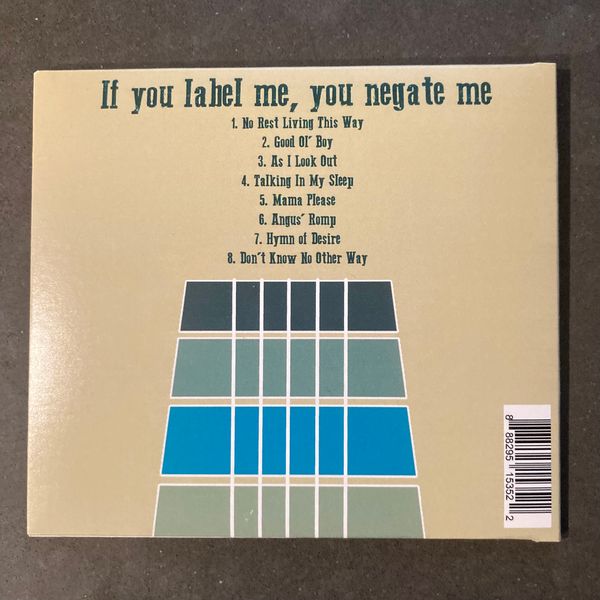 If you label me, you negate me
1. No Rest Living This Way
2. Good Ol' Boy
3. As I Look Out
4. Talking In My Sleep
5. Mama Please
6. Angus' Romp
7. Hymn of Desire
8. Don't Know No Other Way
8 88295 15352 2